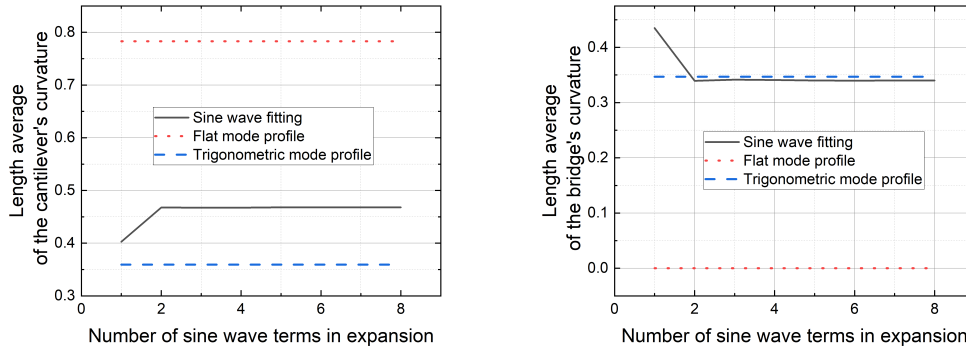 0.8
0.7
0.6
0.5
0.4
0.3
0
2
4
6
8
Length average
of the cantilever's curvature
Sine wave fitting
Flat mode profile
Trigonometric mode profile
Number of sine wave terms in expansion
0.4
0.3
0.2
0.1
0.0
0
2
4
6
8
Length average
of the bridge's curvature
Sine wave fitting
Flat mode profile
Trigonometric mode profile
Number of sine wave terms in expansion